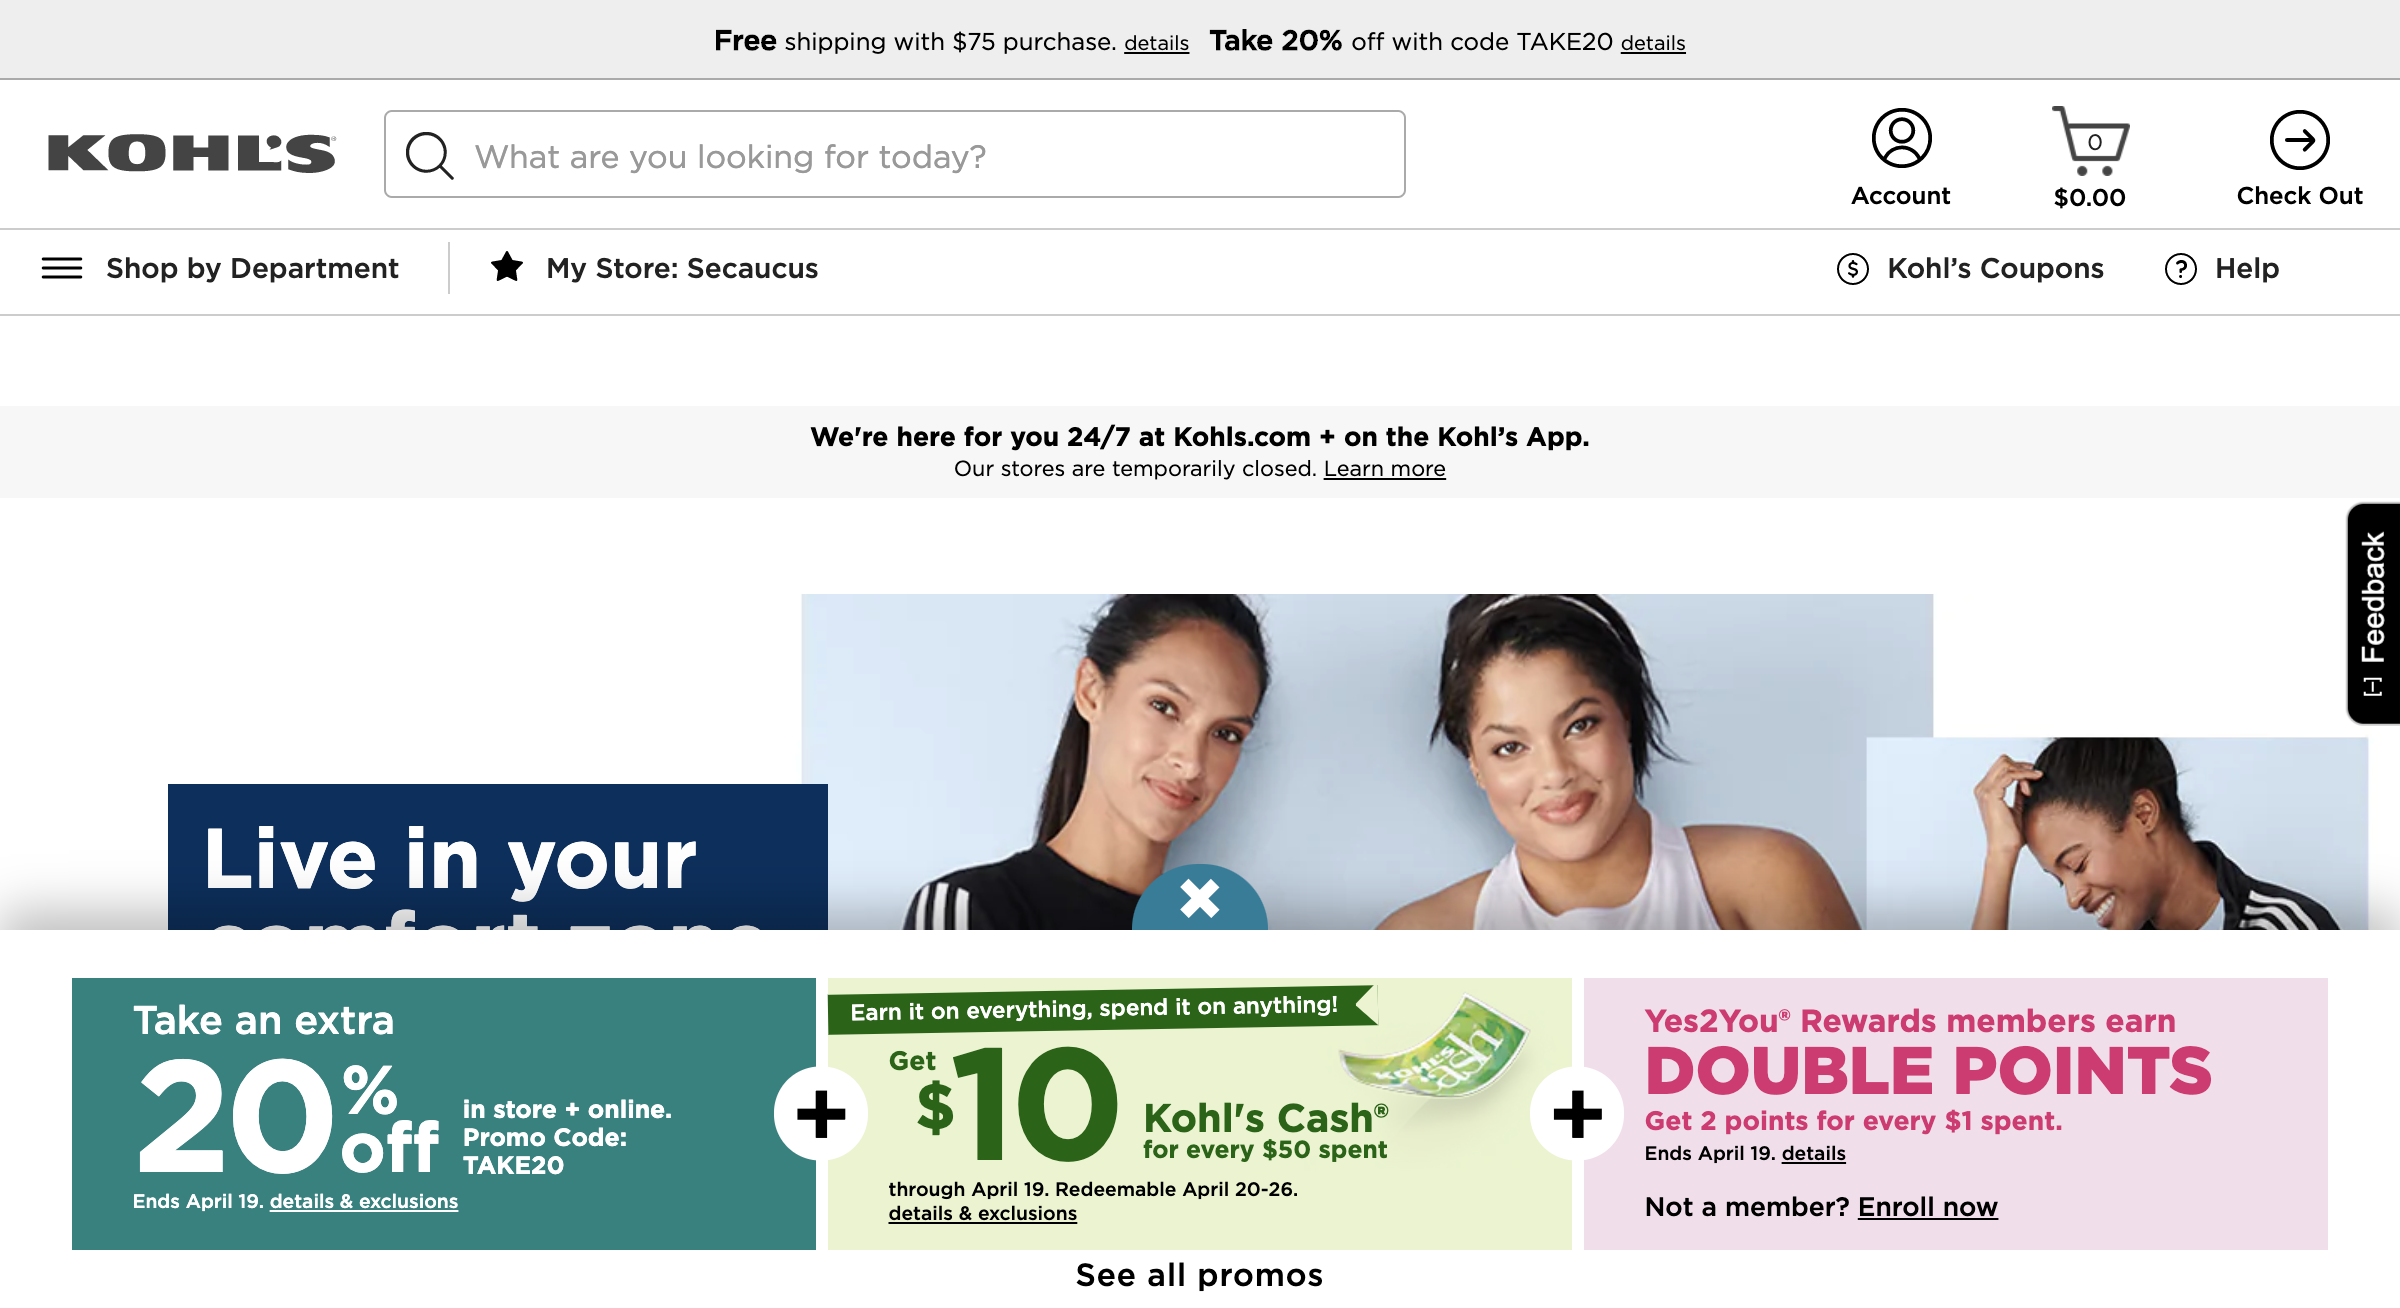 Free shipping with $75 purchase. details Take 20% off with code TAKE20 details
KOHL'S
What are you looking for today?
Account
0
$0.00
Check Out
Shop by Department
My Store: Secaucus
$ Kohl’s Coupons
? Help
We're here for you 24/7 at Kohls.com + on the Kohl’s App.
Our stores are temporarily closed. Learn more
[-] Feedback
Live in your
comfort zone
Take an extra
20% off
in store + online.
Promo Code:
TAKE20
Ends April 19. details & exclusions
+
Earn it on everything, spend it on anything!
Get
$10
Kohl's Cash®
for every $50 spent
KOHL'S
Cash
through April 19. Redeemable April 20-26.
details & exclusions
+
Yes2You® Rewards members earn
DOUBLE POINTS
Get 2 points for every $1 spent.
Ends April 19. details
Not a member? Enroll now
See all promos